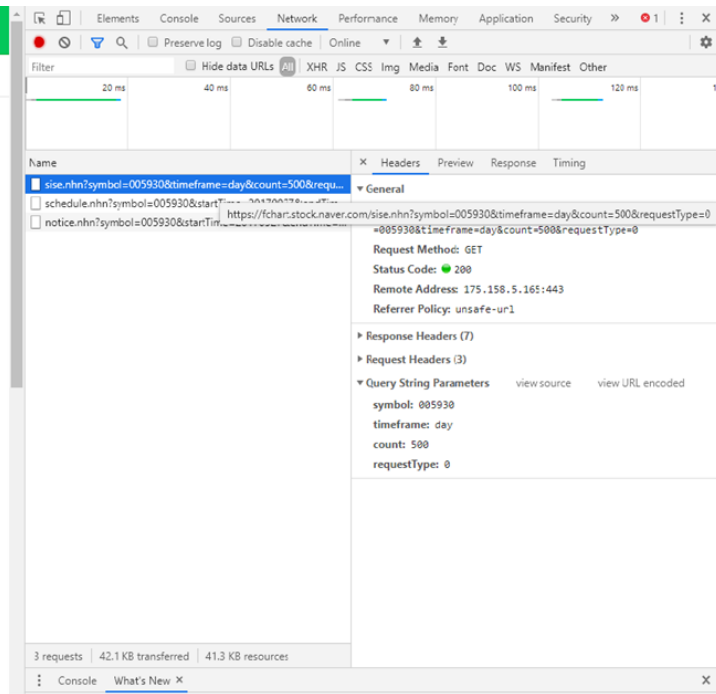 Elements Console Sources Network Performance Memory Application Security » 1
Preserve log Disable cache Online
Filter Hide data URLs All XHR JS CSS Img Media Font Doc WS Manifest Other
20 ms 40 ms 60 ms 80 ms 100 ms 120 ms 1
Name
× Headers Preview Response Timing
sise.nhn?symbol=005930&timeframe=day&count=500&requ...
General
schedule.nhn?symbol=005930&startTime=20170927&endTim...
https://fchart.stock.naver.com/sise.nhn?symbol=005930&timeframe=day&count=500&requestType=0
notice.nhn?symbol=005930&startTime=20170927&endTime=...
=005930&timeframe=day&count=500&requestType=0
Request Method: GET
Status Code: 200
Remote Address: 175.158.5.165:443
Referrer Policy: unsafe-url
Response Headers (7)
Request Headers (3)
Query String Parameters view source view URL encoded
symbol: 005930
timeframe: day
count: 500
requestType: 0
3 requests 42.1 KB transferred 41.3 KB resources
Console What's New ×